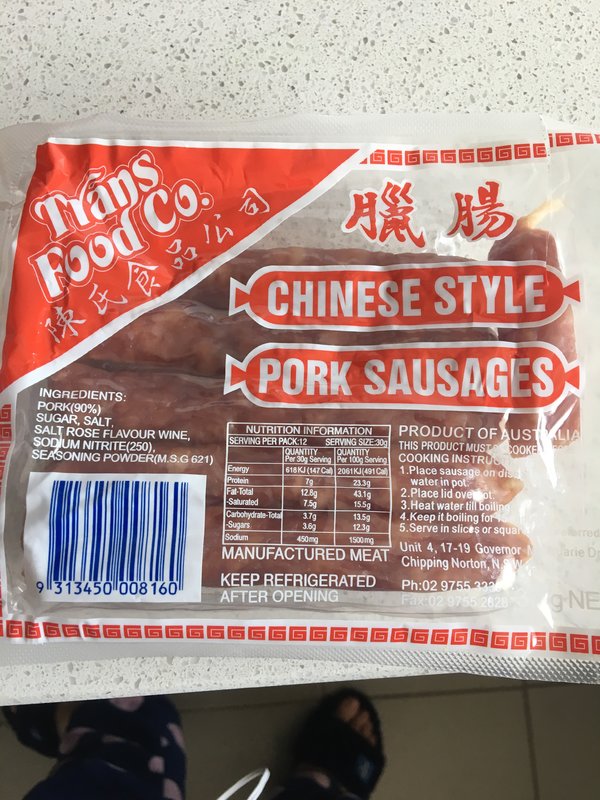 Trans
Food Co.
陳氏食品公司
臘腸
CHINESE STYLE
PORK SAUSAGES
INGREDIENTS:
PORK(90%)
SUGAR, SALT,
SALT ROSE FLAVOUR WINE,
SODIUM NITRITE(250),
SEASONING POWDER(M.S.G 621)
9 313450 008160
NUTRITION INFORMATION
SERVING PER PACK:12 SERVING SIZE:30g
QUANTITY Per 30g Serving QUANTITY Per 100g Serving
Energy 618KJ (147Cal) 2061KJ(491Cal)
Protein 7g 23.3g
Fat-Total 12.8g 43.1g
-Saturated 7.5g 15.5g
Carbohydrate-Total 3.7g 13.5g
-Sugars 3.6g 12.3g
Sodium 450mg 1500mg
MANUFACTURED MEAT
KEEP REFRIGERATED
AFTER OPENING
PRODUCT OF AUSTRALIA
THIS PRODUCT MUST
COOKING
1.Place sausage on
water in pot.
2.Place lid over pot.
3.Heat water till boiling
4.Keep it boiling for
5.Serve in slices or
Unit 4, 17-19 Governor
Chipping Norton, N.S.W
Ph:02 9755
Fax:02 9755 2828
g NE